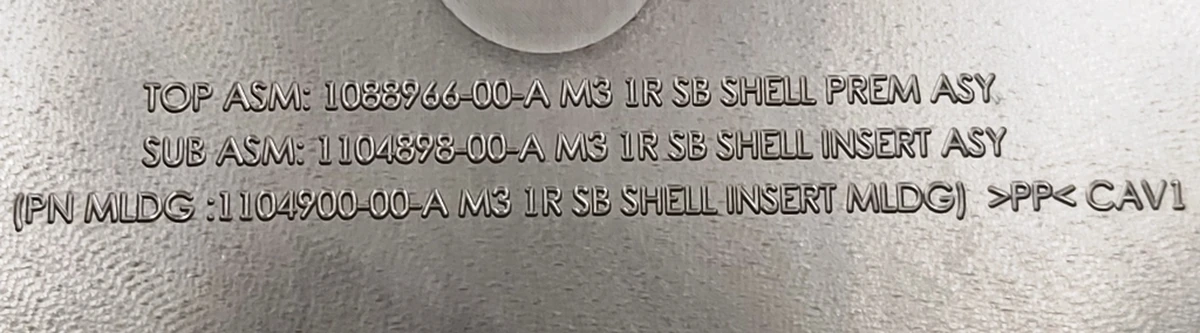 TOP ASM: 1088966-00-A M3 1R SB SHELL PREM ASY
SUB ASM: 1104898-00-A M3 1R SB SHELL INSERT ASY
(PN MLDG :1104900-00-A M3 1R SB SHELL INSERT MLDG) >PP< CAV1